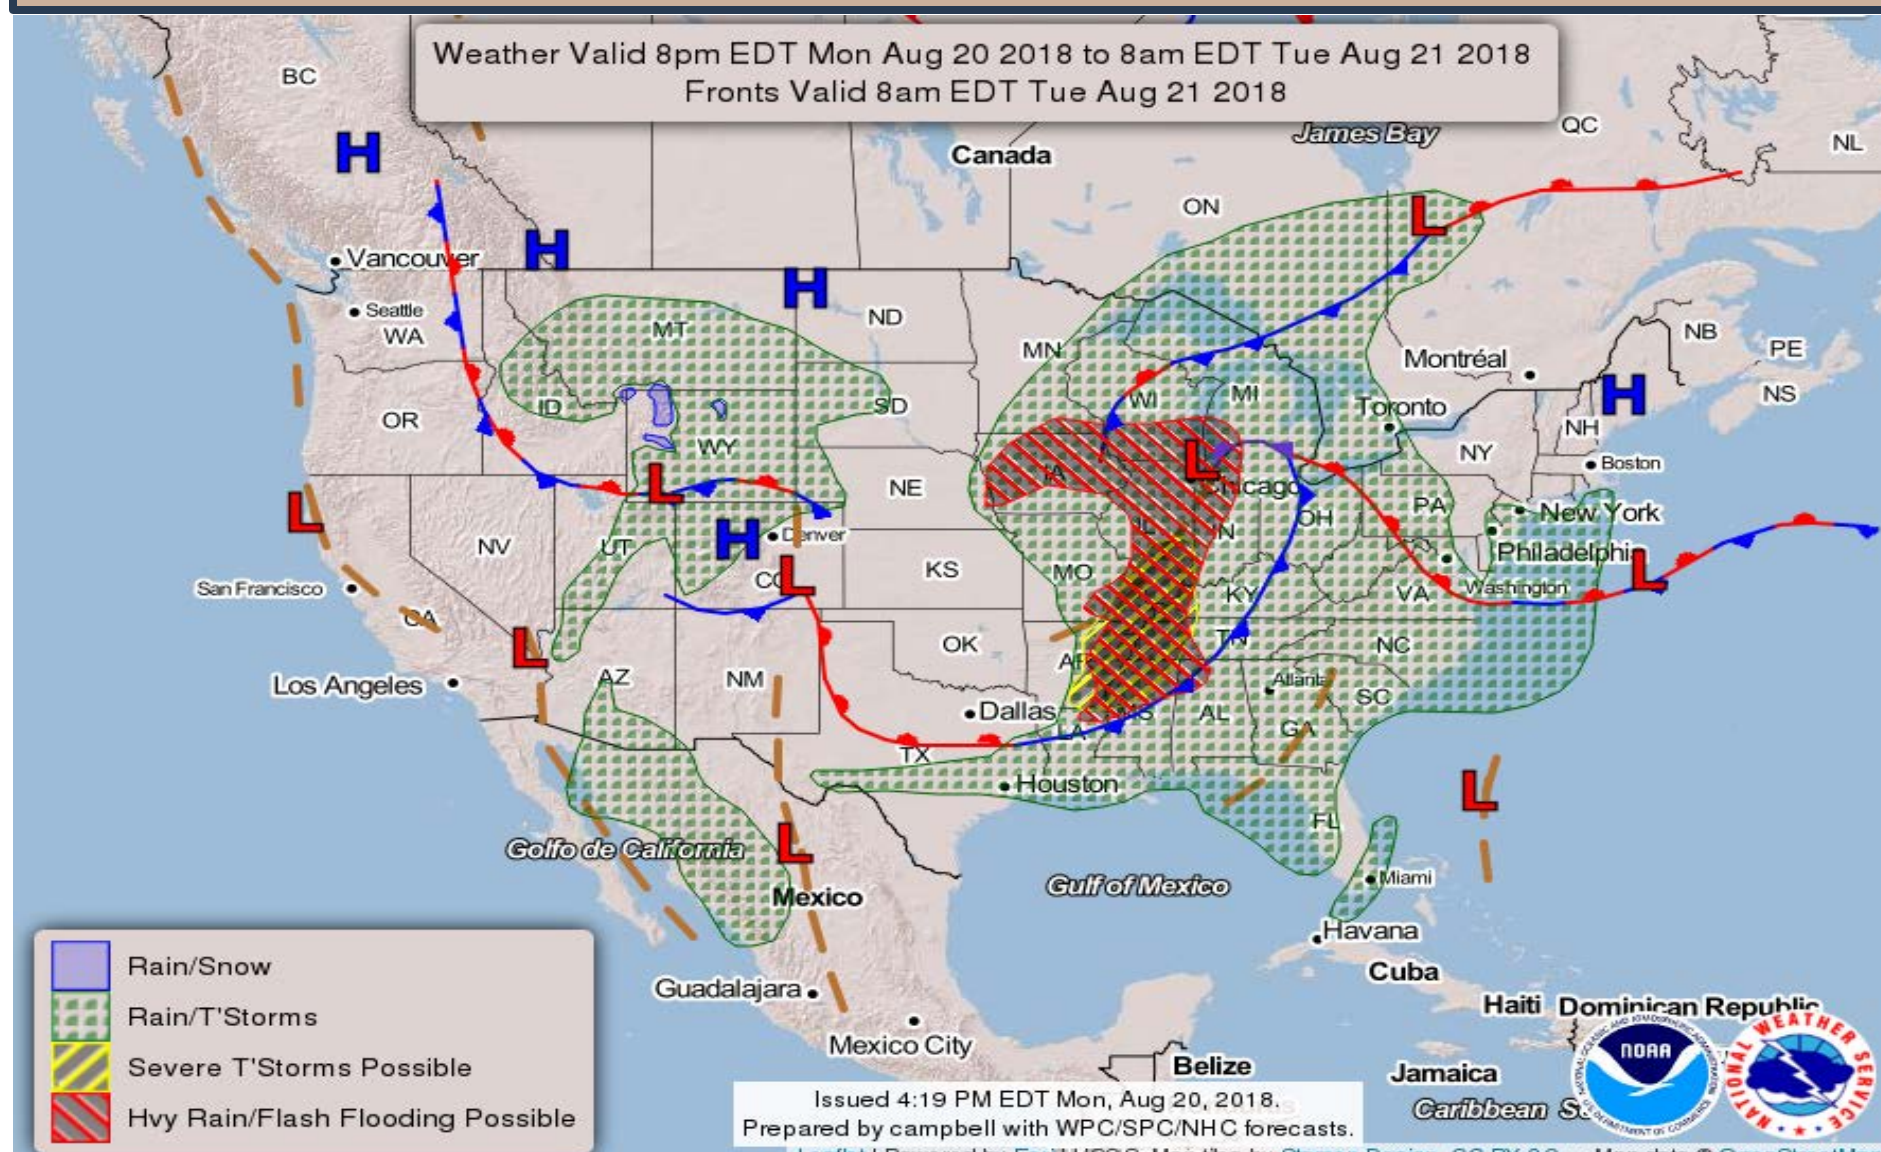 Weather Valid 8pm EDT Mon Aug 20 2018 to 8am EDT Tue Aug 21 2018
Fronts Valid 8am EDT Tue Aug 21 2018
BC
James Bay
QC
NL
Canada
H
ON
L
H
Vancouver
H
Seattle
WA
MT
ND
MN
NB
PE
Montréal
H
NS
OR
ID
SD
WI
MI
Toronto
NH
WY
NY
Boston
L
IA
L
NE
Chicago
L
PA
New York
OH
IL
IN
NV
UT
H
Denver
Philadelphia
L
San Francisco
CO
L
KS
MO
KY
VA
Washington
CA
L
OK
TN
NC
AR
Los Angeles
AZ
NM
Atlanta
SC
Dallas
MS
AL
GA
LA
TX
Houston
L
FL
Golfo de California
L
Miami
Mexico
Gulf of Mexico
Havana
Cuba
Guadalajara
Haiti
Dominican Republic
Mexico City
Belize
Jamaica
Caribbean
Rain/Snow
Rain/T'Storms
Severe T'Storms Possible
Hvy Rain/Flash Flooding Possible
NOAA
NATIONAL WEATHER SERVICE
Issued 4:19 PM EDT Mon, Aug 20, 2018.
Prepared by campbell with WPC/SPC/NHC forecasts.